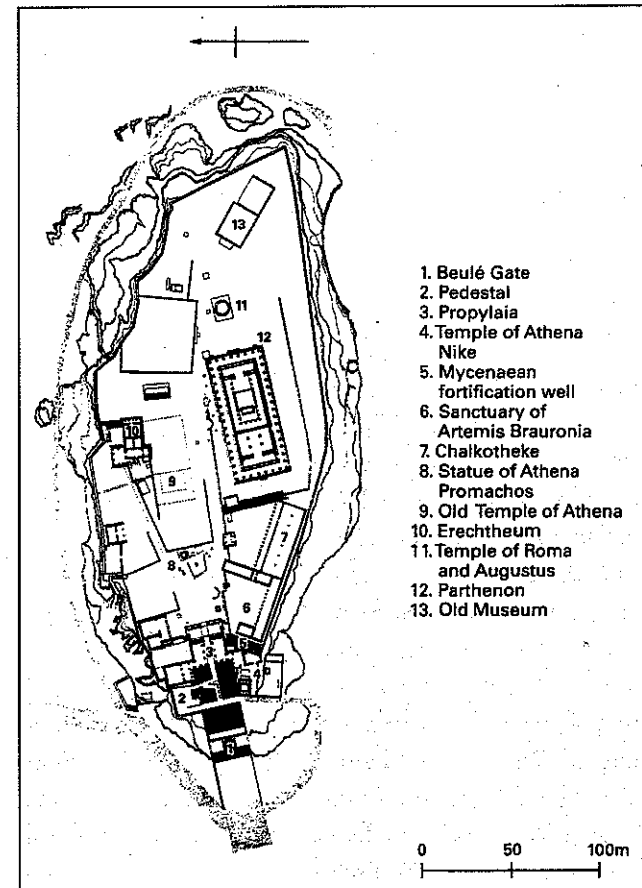 13
11
12
10
9
7
8
6
5
3
4
2
1
1. Beulé Gate
2. Pedestal
3. Propylaia
4. Temple of Athena
Nike
5. Mycenaean
fortification well
6. Sanctuary of
Artemis Brauronia
7. Chalkotheke
8. Statue of Athena
Promachos
9. Old Temple of Athena
10. Erechtheum
11. Temple of Roma
and Augustus
12. Parthenon
13. Old Museum
0 50 100m